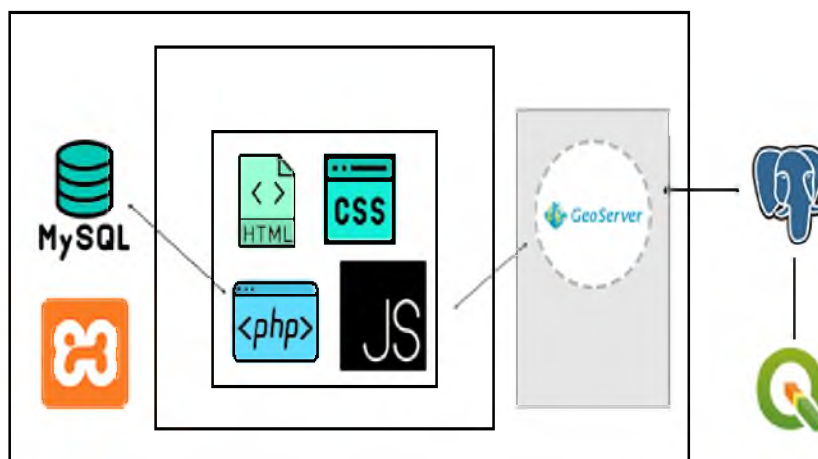 < >
HTML
CSS
MySQL
<php>
JS
GeoServer